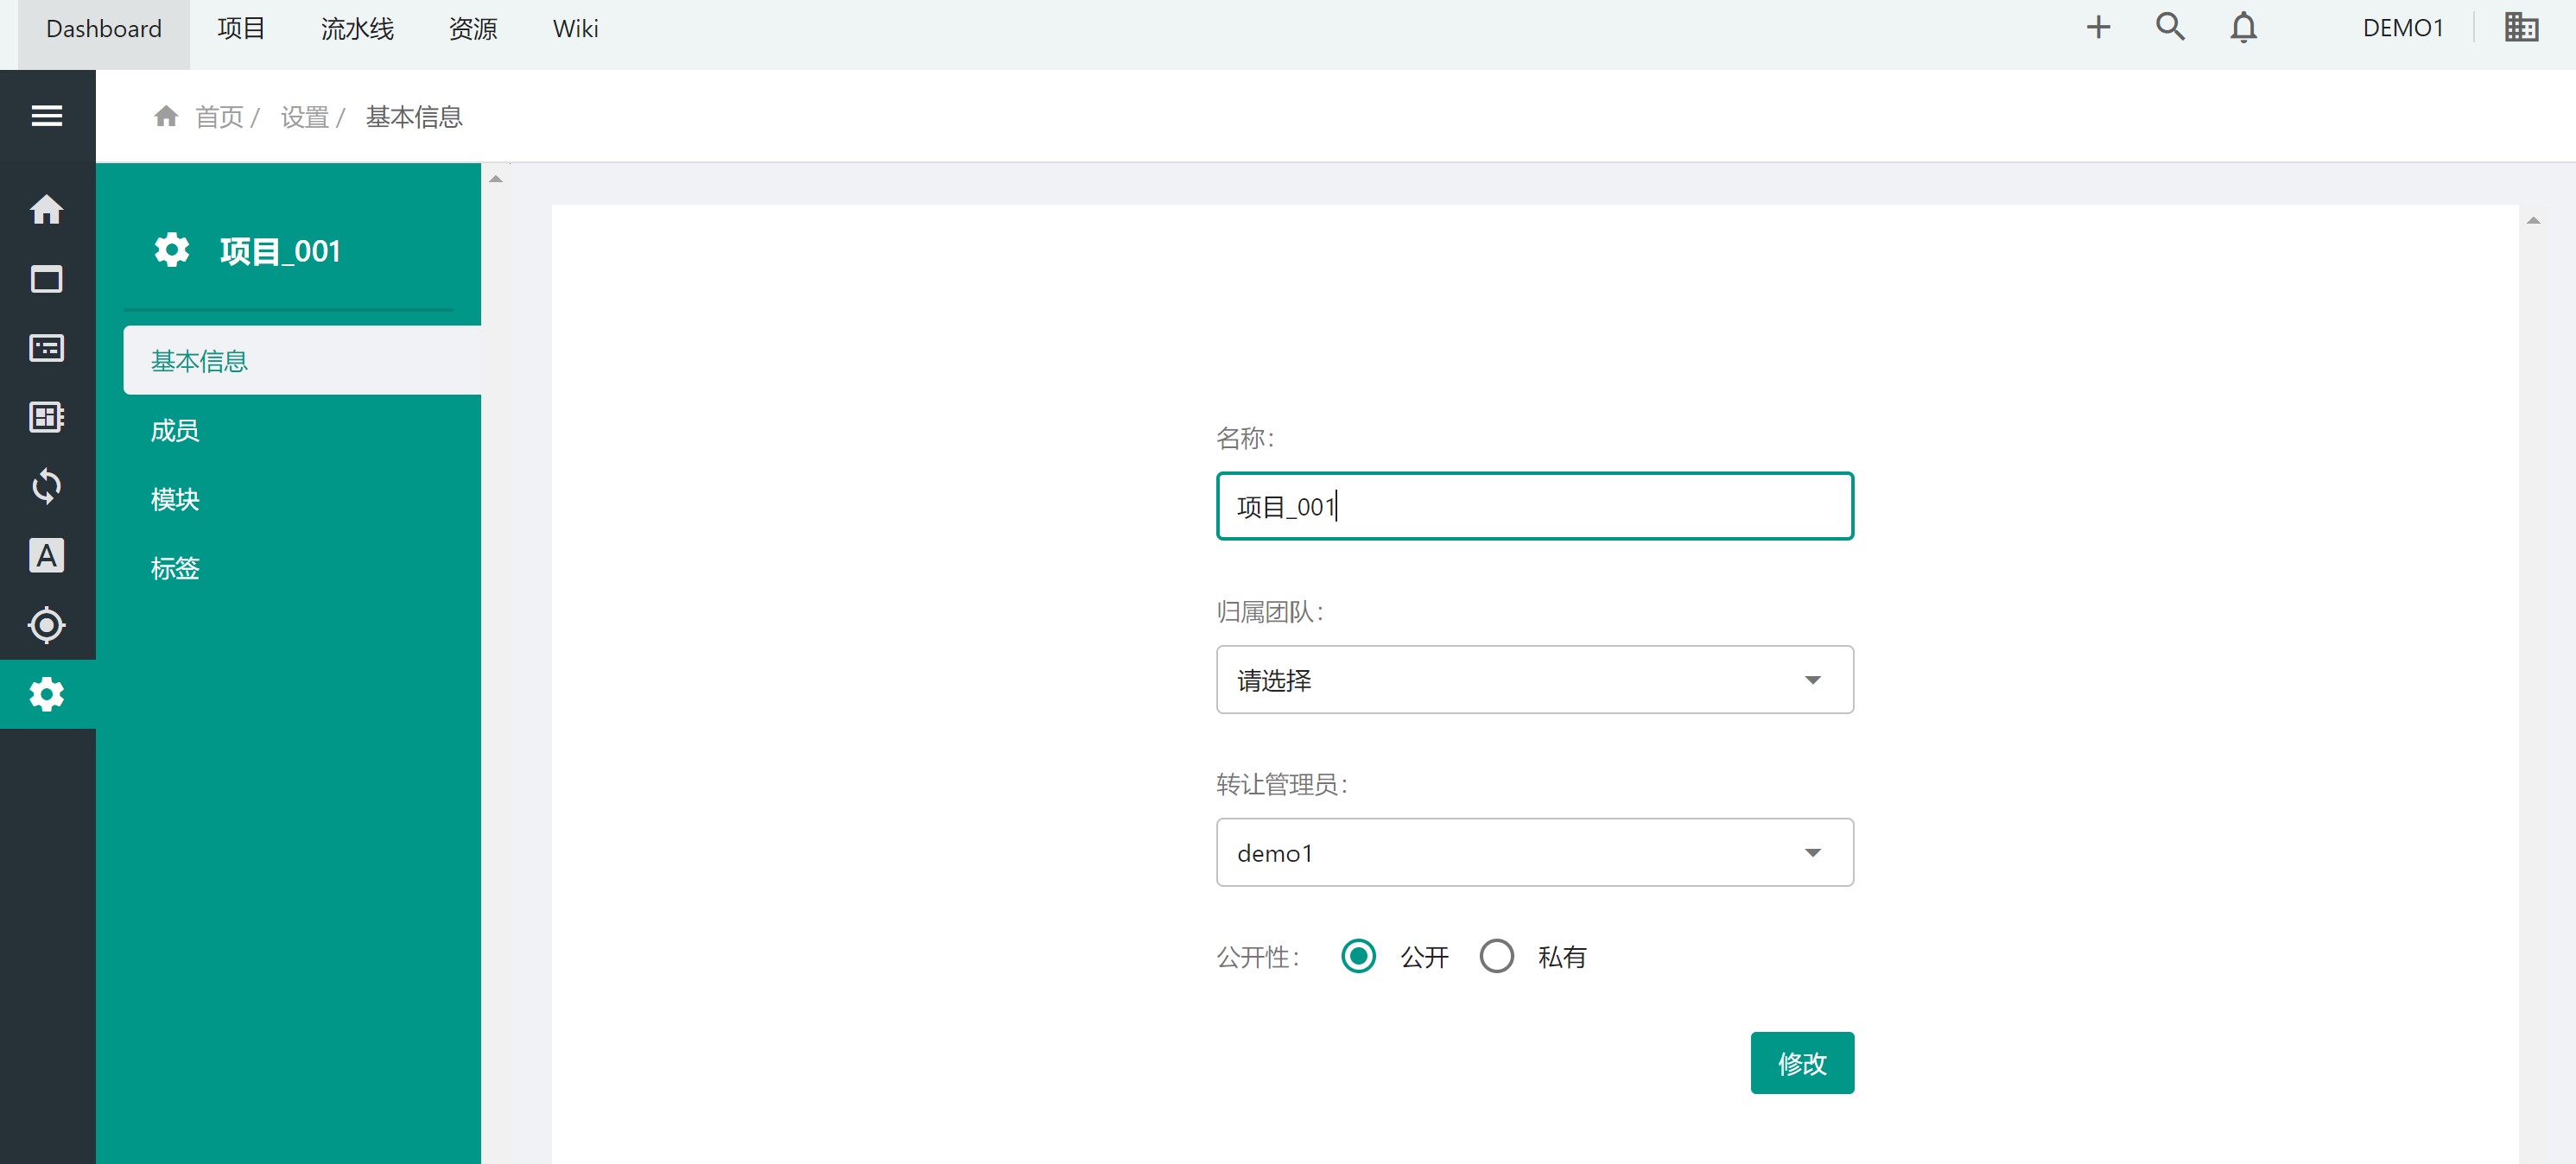 Dashboard 项目 流水线 资源 Wiki DEMO1
首页 / 设置 / 基本信息
项目_001
基本信息
成员
模块
标签
名称:
项目_001
归属团队:
请选择
转让管理员:
demo1
公开性: 公开 私有
修改